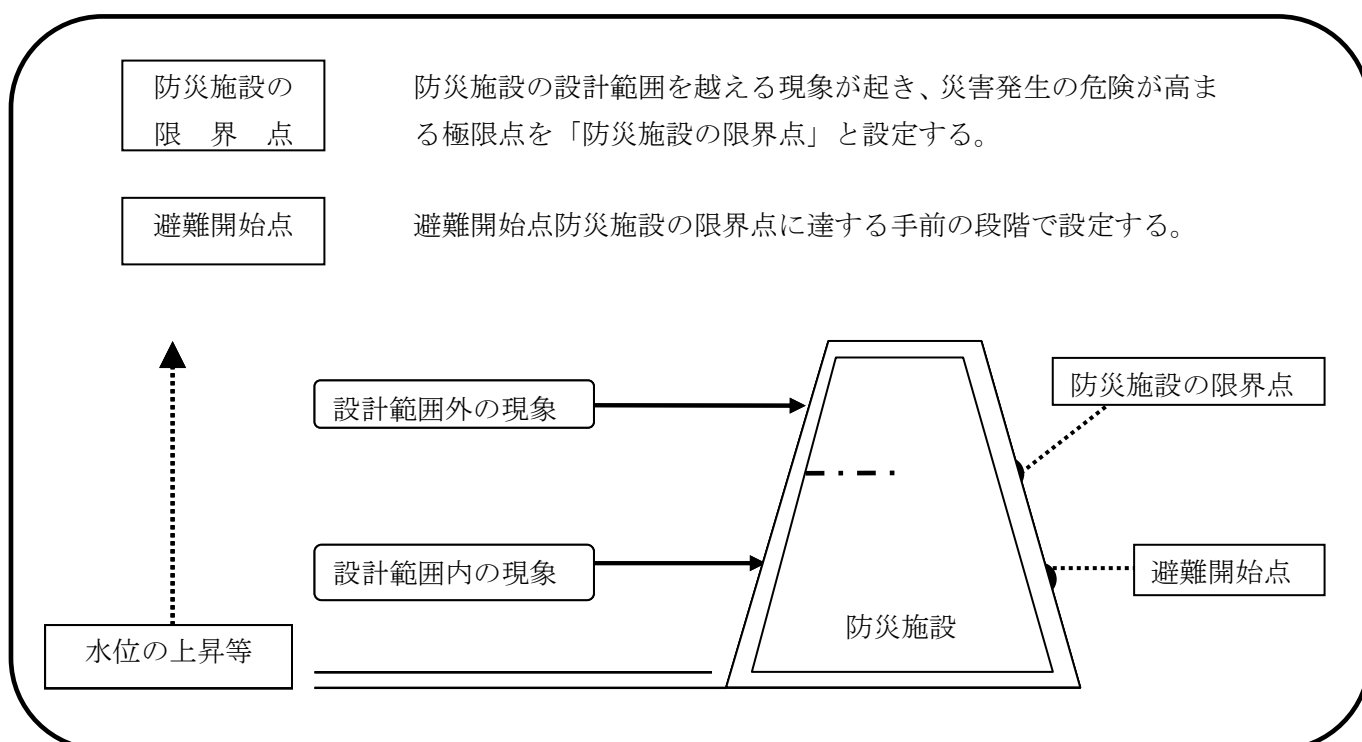 防災施設の
限界点
防災施設の設計範囲を越える現象が起き、災害発生の危険が高ま
る極限点を「防災施設の限界点」と設定する。
避難開始点
避難開始点防災施設の限界点に達する手前の段階で設定する。
設計範囲外の現象
防災施設の限界点
設計範囲内の現象
避難開始点
防災施設
水位の上昇等